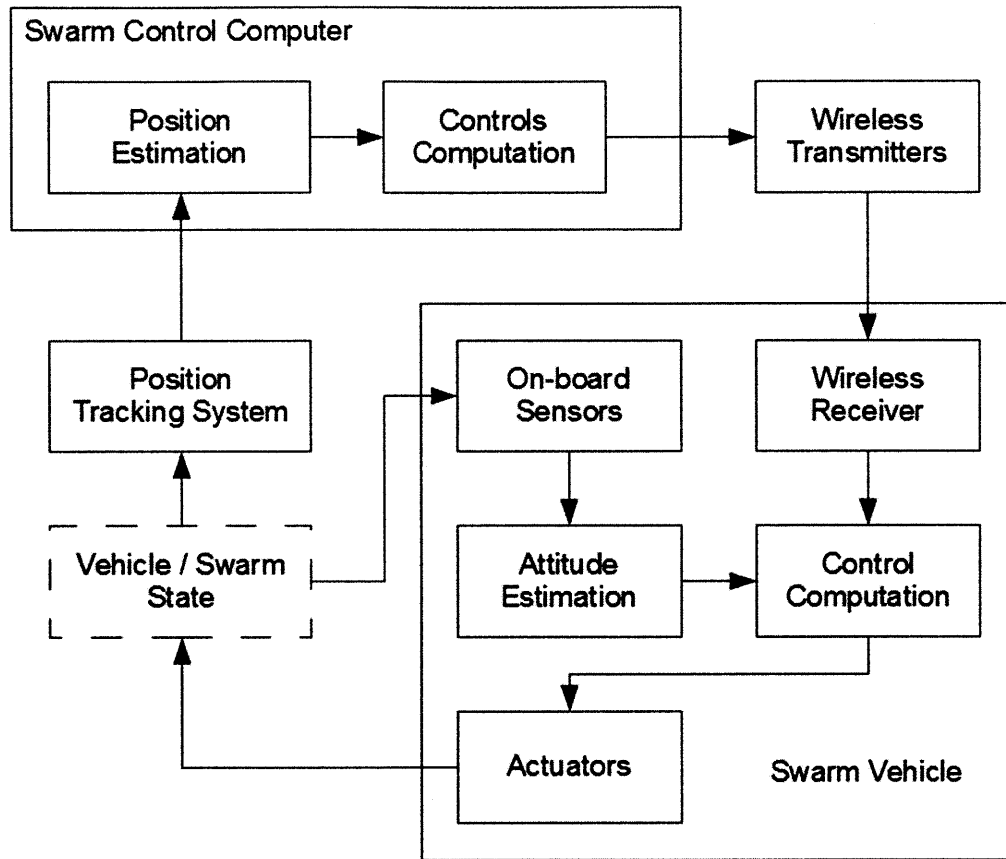 Swarm Control Computer
Position
Estimation
Controls
Computation
Wireless
Transmitters
Position
Tracking System
On-board
Sensors
Wireless
Receiver
Vehicle / Swarm
State
Attitude
Estimation
Control
Computation
Actuators
Swarm Vehicle